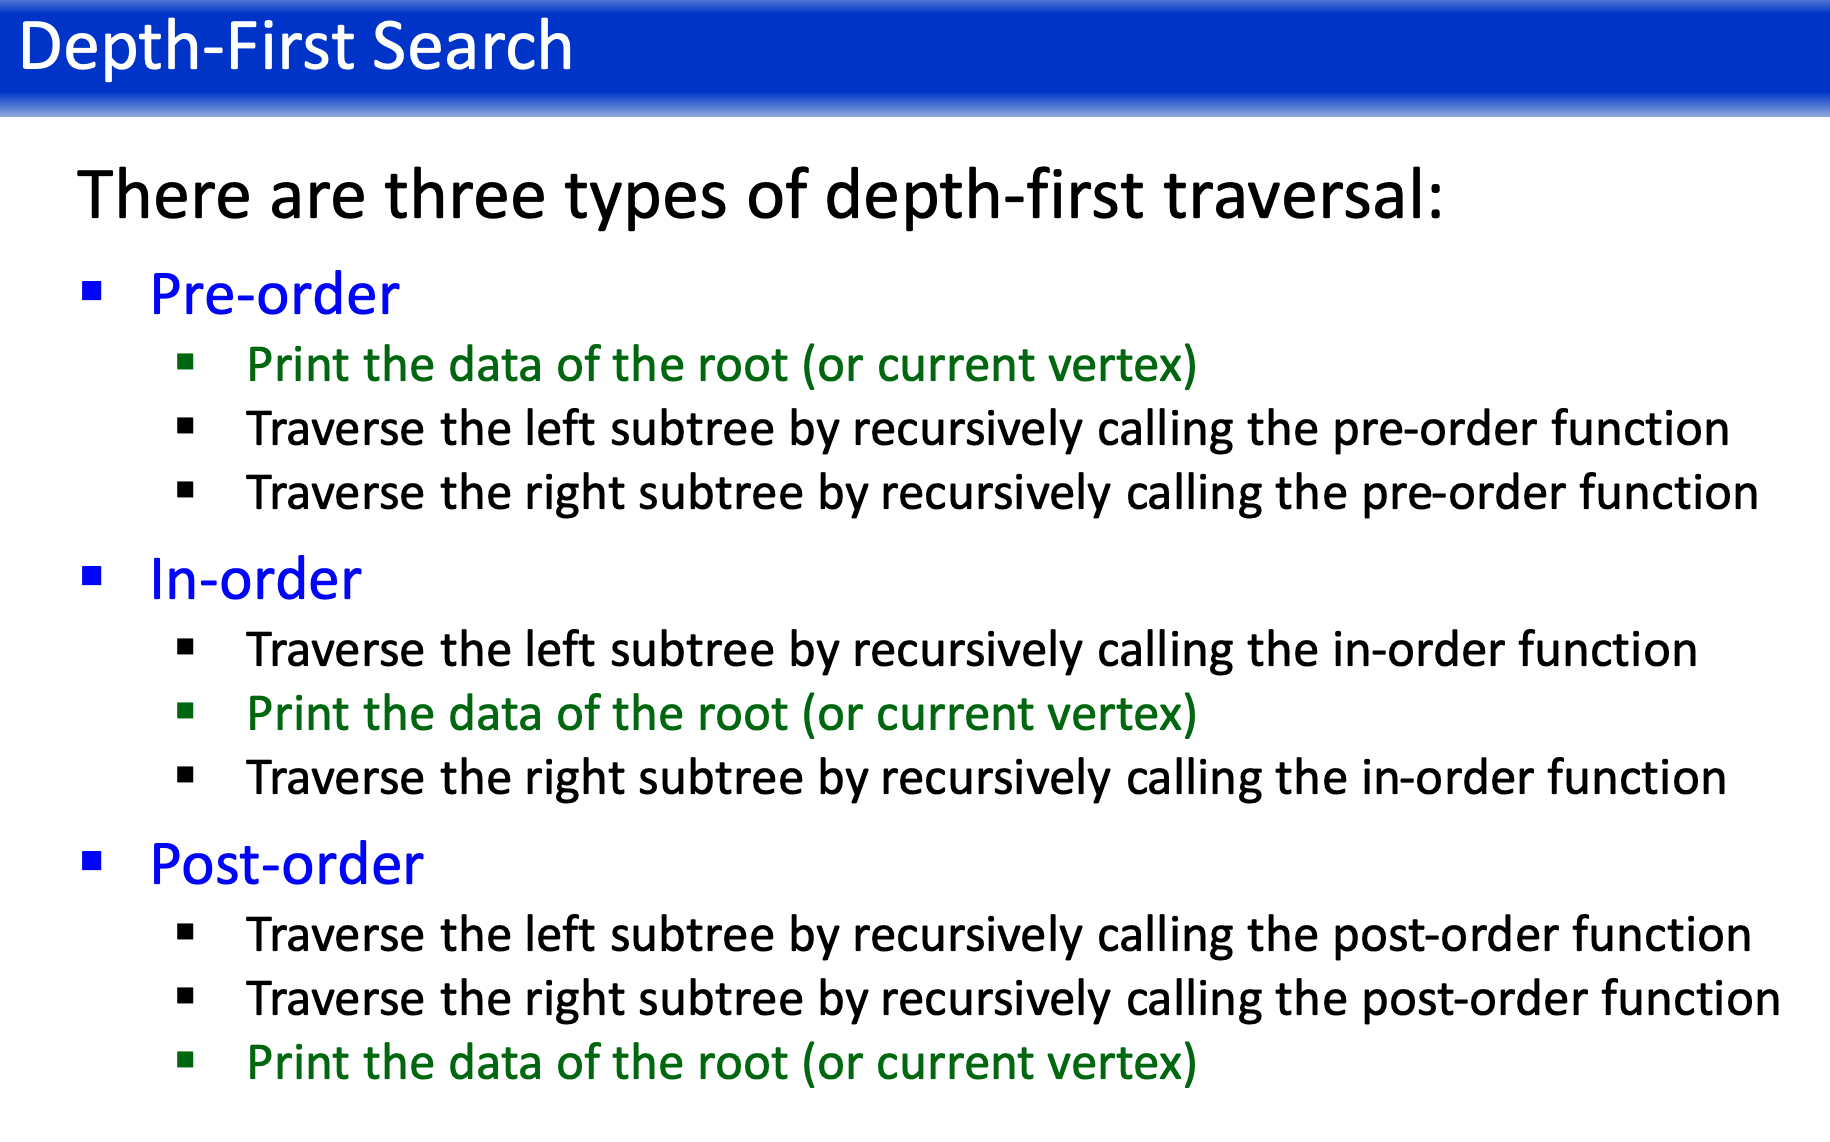 Depth-First Search
There are three types of depth-first traversal:
▪ Pre-order
▪ Print the data of the root (or current vertex)
▪ Traverse the left subtree by recursively calling the pre-order function
▪ Traverse the right subtree by recursively calling the pre-order function
▪ In-order
▪ Traverse the left subtree by recursively calling the in-order function
▪ Print the data of the root (or current vertex)
▪ Traverse the right subtree by recursively calling the in-order function
▪ Post-order
▪ Traverse the left subtree by recursively calling the post-order function
▪ Traverse the right subtree by recursively calling the post-order function
▪ Print the data of the root (or current vertex)